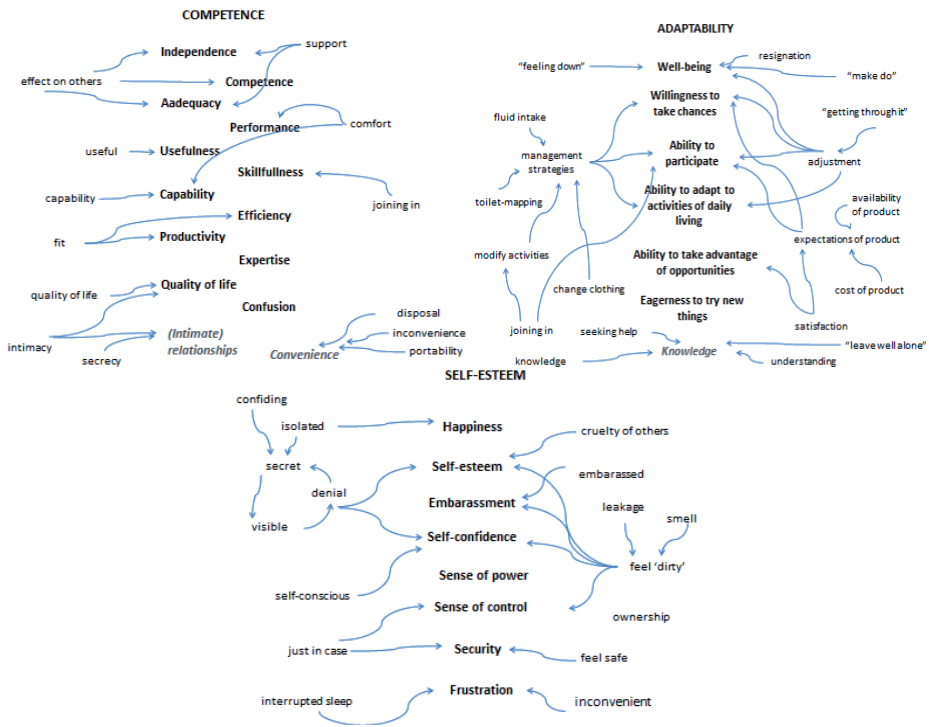 COMPETENCE
Independence
support
effect on others
Competence
Aadequacy
Performance
comfort
useful
Usefulness
Skillfullness
capability
Capability
joining in
Efficiency
fit
Productivity
Expertise
quality of life
Quality of life
Confusion
disposal
inconvenience
portability
intimacy
(Intimate)
relationships
Convenience
secrecy
ADAPTABILITY
"feeling down"
Well-being
resignation
"make do"
Willingness to
take chances
"getting through it"
fluid intake
management
strategies
Ability to
participate
adjustment
toilet-mapping
Ability to adapt to
activities of daily
living
availability
of product
expectations of product
modify activities
Ability to take advantage
of opportunities
change clothing
cost of product
Eagerness to try new
things
joining in
seeking help
satisfaction
knowledge
Knowledge
"leave well alone"
understanding
SELF-ESTEEM
confiding
isolated
Happiness
cruelty of others
secret
Self-esteem
denial
embarassed
Embarassment
leakage
smell
visible
Self-confidence
feel 'dirty'
Sense of power
self-conscious
Sense of control
ownership
just in case
Security
feel safe
interrupted sleep
Frustration
inconvenient